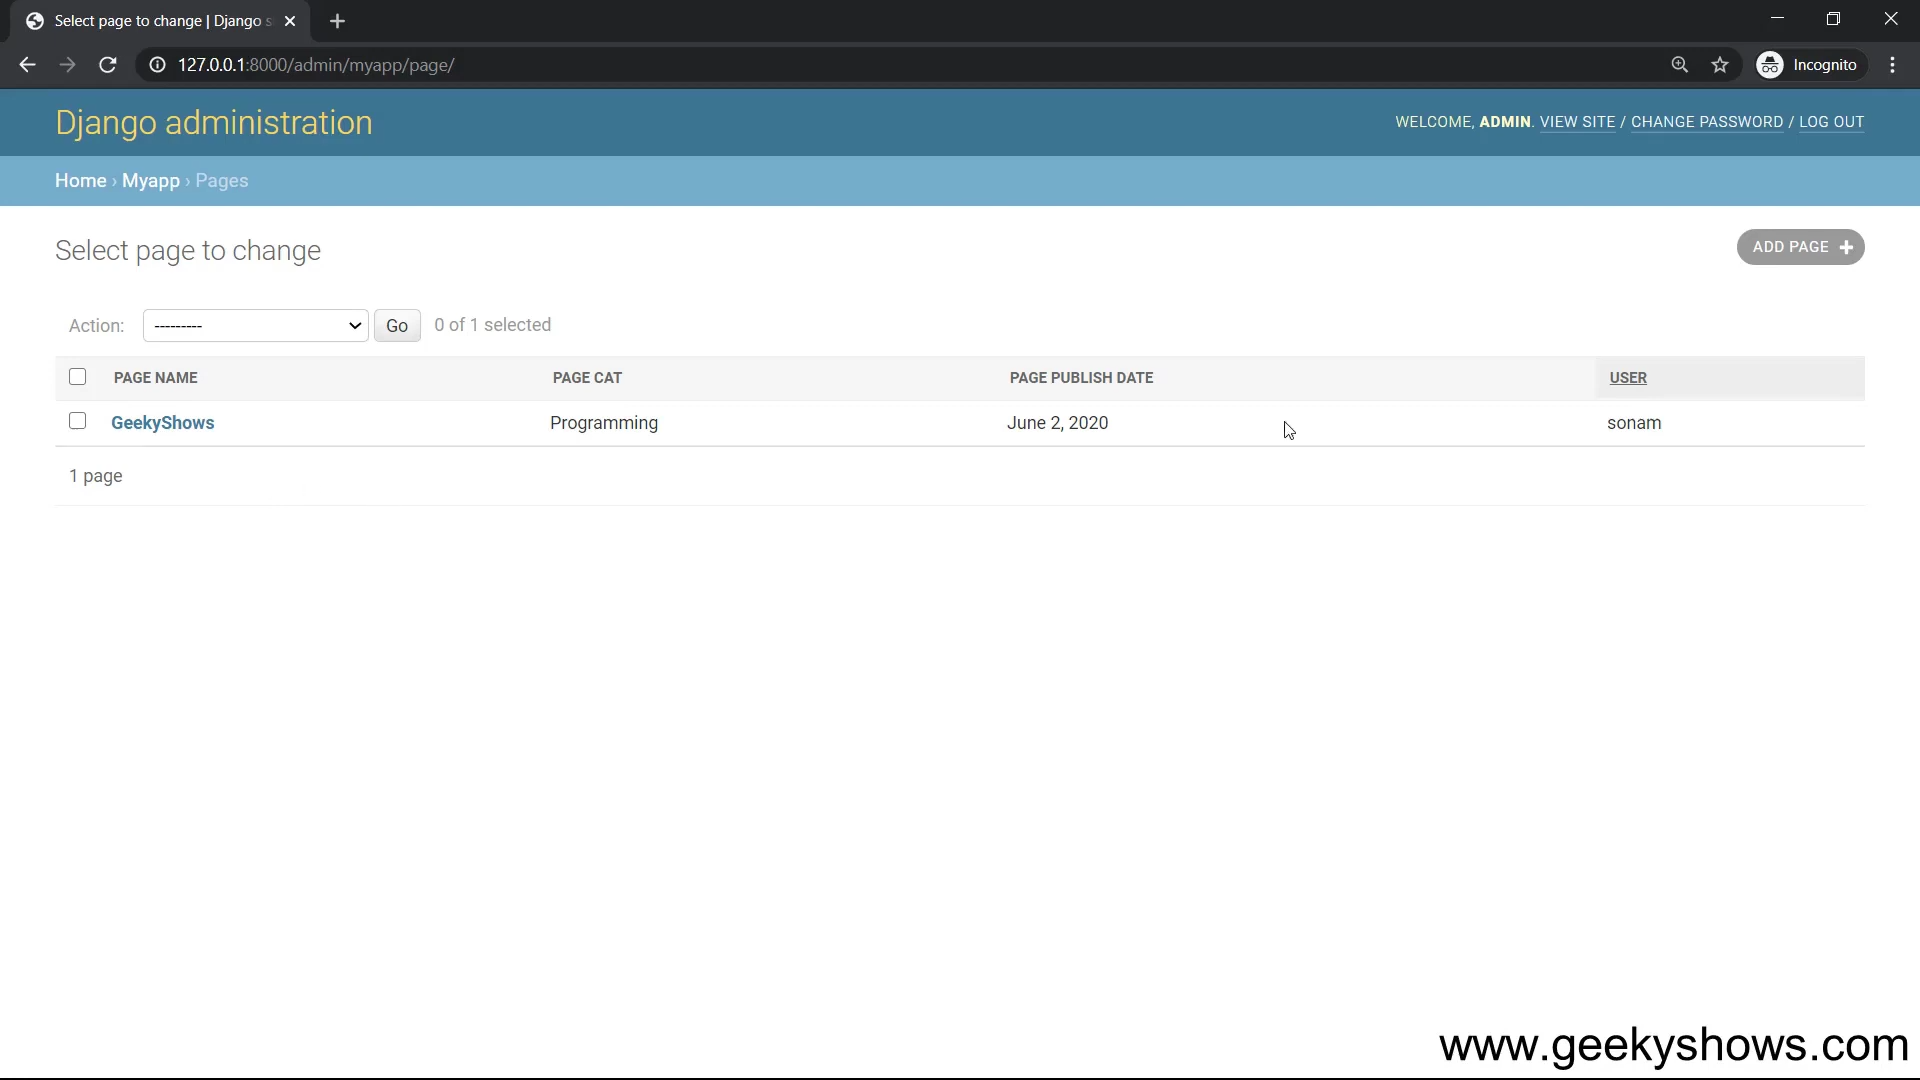 Select page to change | Django s
127.0.0.1:8000/admin/myapp/page/
Incognito
Django administration
WELCOME, ADMIN. VIEW SITE / CHANGE PASSWORD / LOG OUT
Home › Myapp › Pages
Select page to change
ADD PAGE +
Action: --------- Go 0 of 1 selected
PAGE NAME PAGE CAT PAGE PUBLISH DATE USER
GeekyShows Programming June 2, 2020 sonam
1 page
www.geekyshows.com